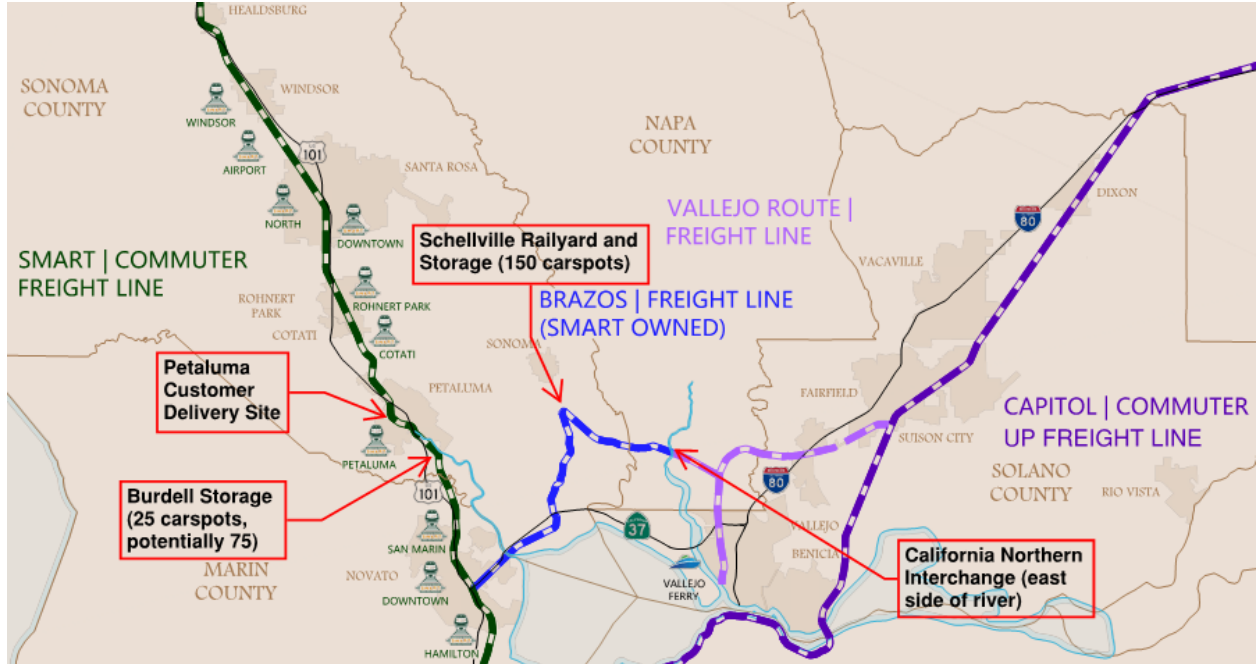 HEALDSBURG
SONOMA
COUNTY
WINDSOR
WINDSOR
101
AIRPORT
SANTA ROSA
NORTH
DOWNTOWN
NAPA
COUNTY
VALLEJO ROUTE |
FREIGHT LINE
80
DIXON
VACAVILLE
SMART | COMMUTER
FREIGHT LINE
Schellville Railyard and
Storage (150 carspots)
ROHNERT
PARK
ROHNERT PARK
COTATI
COTATI
BRAZOS | FREIGHT LINE
(SMART OWNED)
SONOMA
Petaluma
Customer
Delivery Site
PETALUMA
FAIRFIELD
CAPITOL | COMMUTER
UP FREIGHT LINE
SUISON CITY
PETALUMA
SOLANO
COUNTY
RIO VISTA
80
101
Burdell Storage
(25 carspots,
potentially 75)
37
SAN MARIN
VALLEJO
BENICIA
MARIN
COUNTY
NOVATO
DOWNTOWN
VALLEJO
FERRY
California Northern
Interchange (east
side of river)
HAMILTON